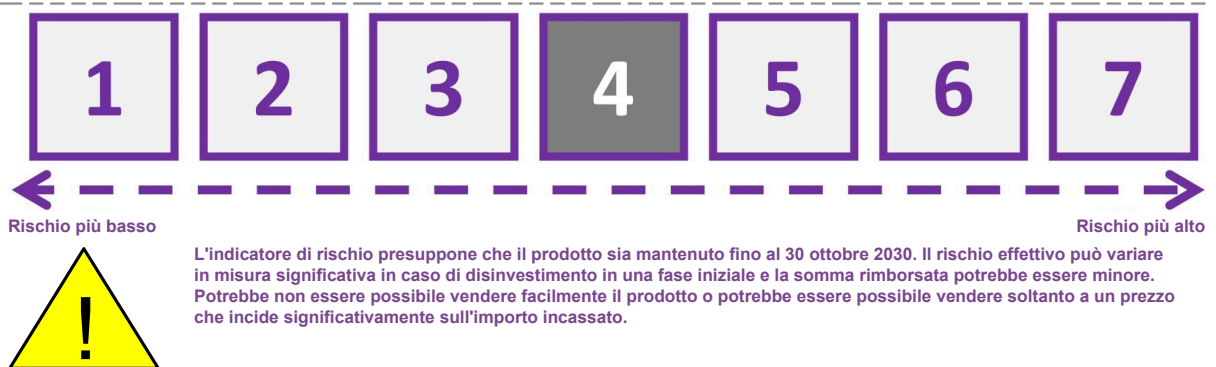 1 2 3 4 5 6 7
Rischio più basso Rischio più alto
L'indicatore di rischio presuppone che il prodotto sia mantenuto fino al 30 ottobre 2030. Il rischio effettivo può variare
in misura significativa in caso di disinvestimento in una fase iniziale e la somma rimborsata potrebbe essere minore.
Potrebbe non essere possibile vendere facilmente il prodotto o potrebbe essere possibile vendere soltanto a un prezzo
che incide significativamente sull'importo incassato.
!